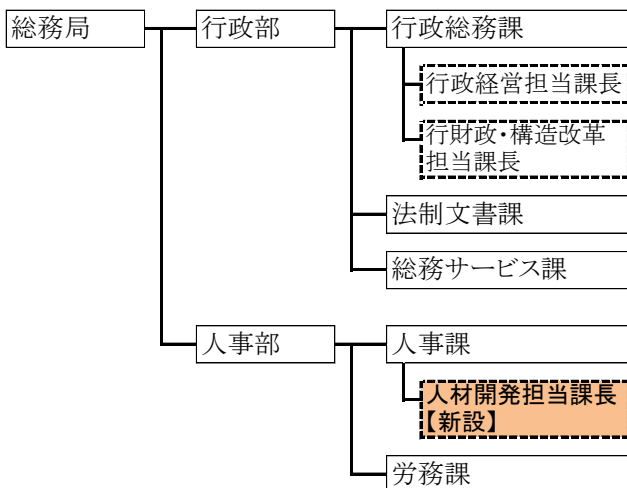 総務局
行政部
行政総務課
行政経営担当課長
行財政・構造改革
担当課長
法制文書課
総務サービス課
人事部
人事課
人材開発担当課長
【新設】
労務課